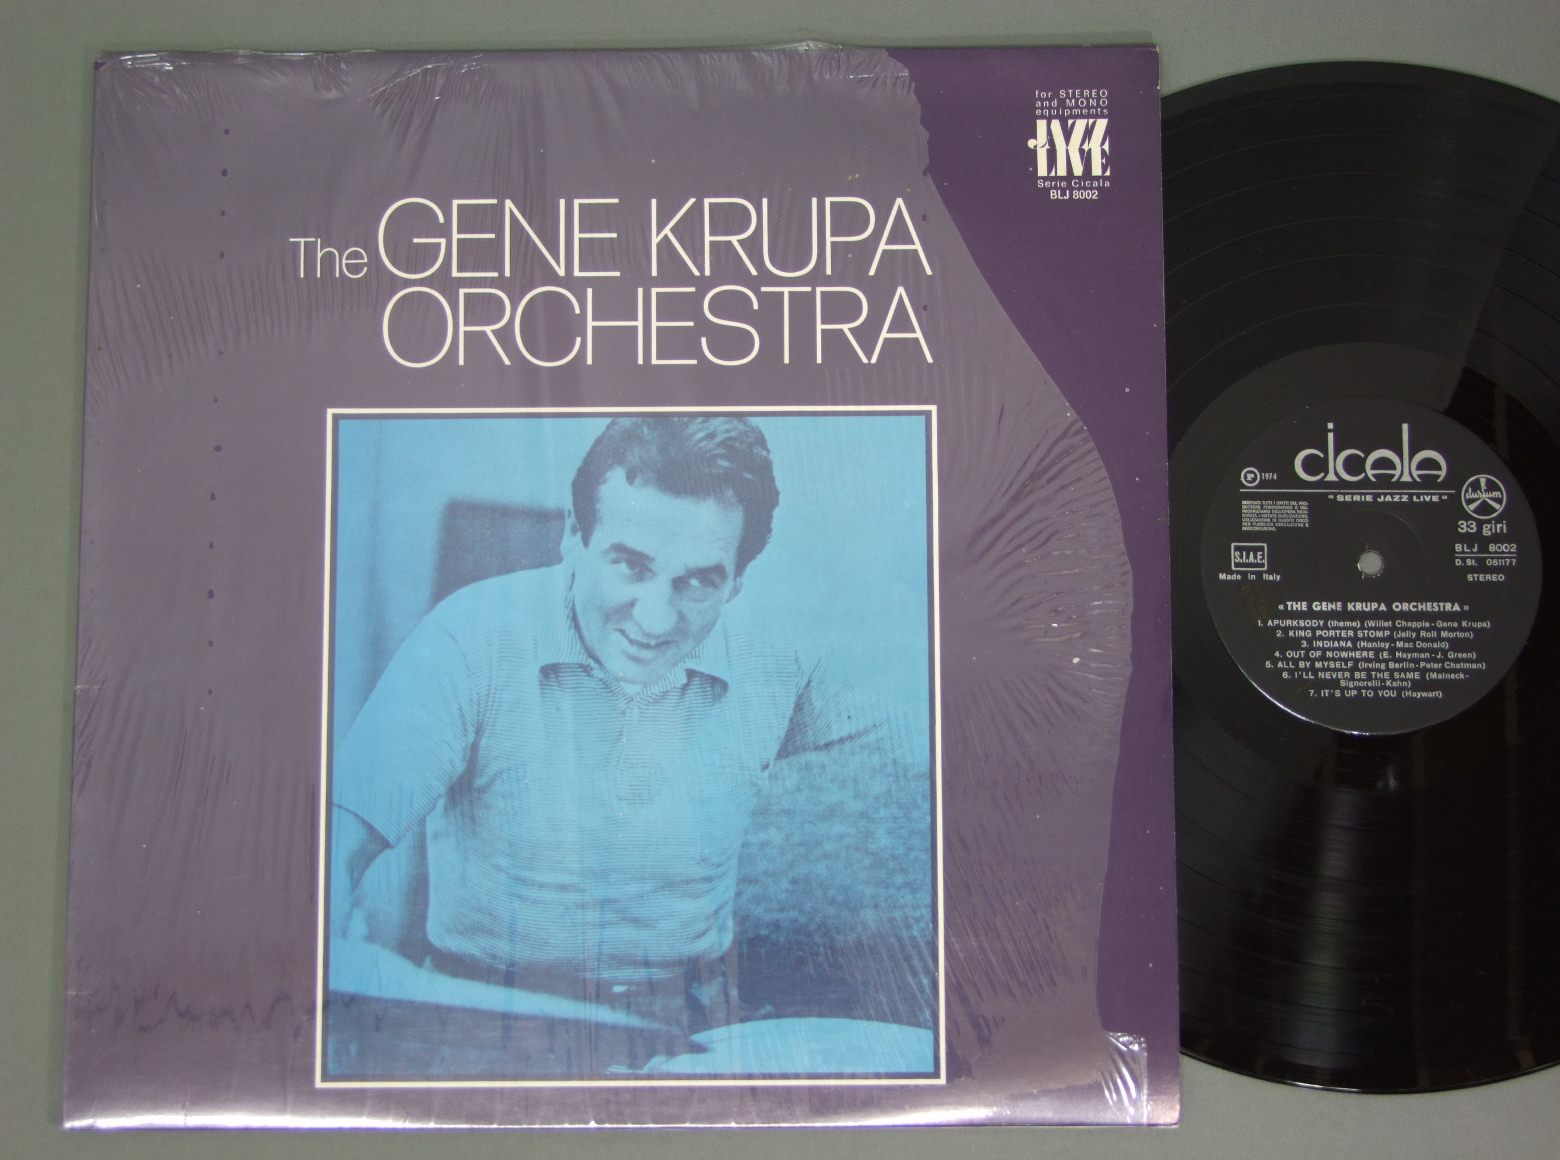 for STEREO
and MONO
equipments
JAZZ
LIVE
Serie Cicala
BLJ 8002
The GENE KRUPA
ORCHESTRA
cicala
"SERIE JAZZ LIVE"
P 1974
durium
33 giri
BLJ 8002
D. St. 051177
STEREO
S.I.A.E.
Made in Italy
«THE GENE KRUPA ORCHESTRA»
1. APURKSODY (theme) (Willet Chappie - Gene Krupa)
2. KING PORTER STOMP (Jelly Roll Morton)
3. INDIANA (Hanley - Mac Donald)
4. OUT OF NOWHERE (E. Hayman - J. Green)
5. ALL BY MYSELF (Irving Berlin - Peter Chatman)
6. I'LL NEVER BE THE SAME (Malneck-
Signorelli-Kahn)
7. IT'S UP TO YOU (Haywart)